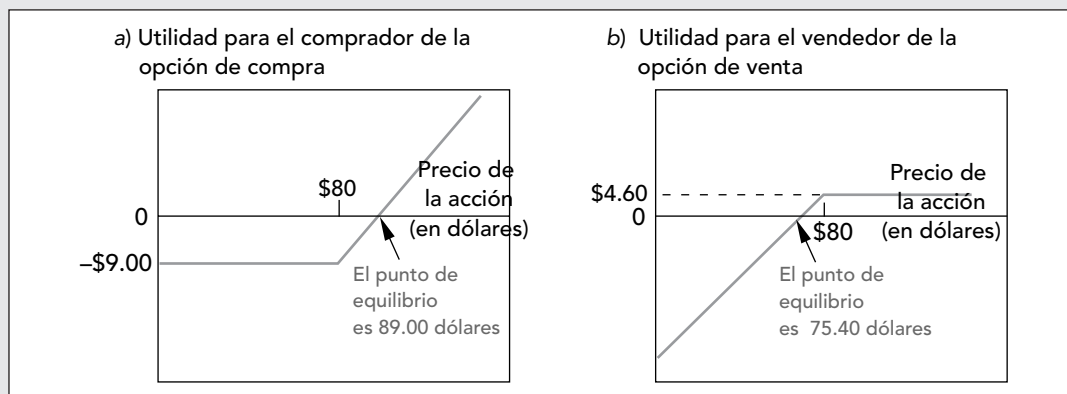 a) Utilidad para el comprador de la
opción de compra
$80
Precio de
la acción
(en dólares)
0
–$9.00
El punto de
equilibrio
es 89.00 dólares
b) Utilidad para el vendedor de la
opción de venta
$4.60
0
$80
Precio de
la acción
(en dólares)
El punto de
equilibrio
es 75.40 dólares